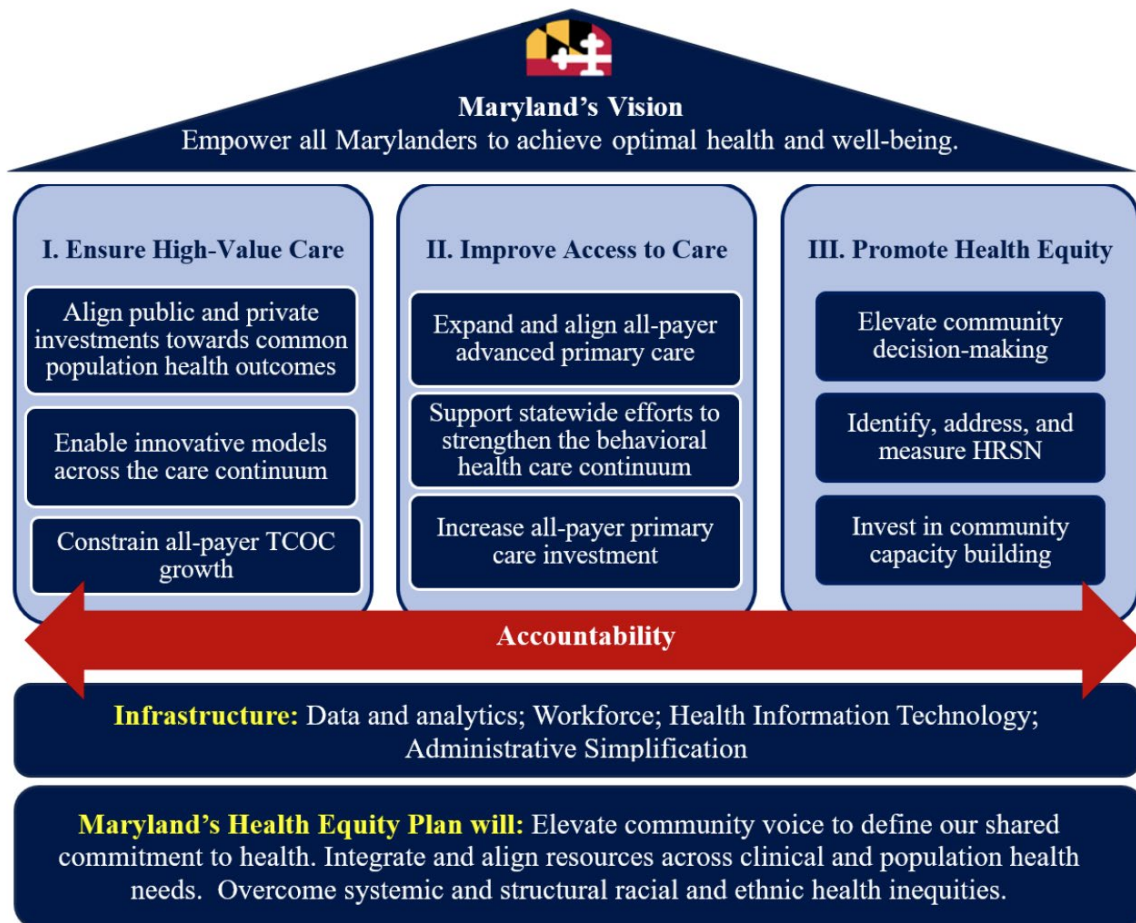 Maryland's Vision
Empower all Marylanders to achieve optimal health and well-being.
I. Ensure High-Value Care
Align public and private
investments towards common
population health outcomes
Enable innovative models
across the care continuum
Constrain all-payer TCOC
growth
II. Improve Access to Care
Expand and align all-payer
advanced primary care
Support statewide efforts to
strengthen the behavioral
health care continuum
Increase all-payer primary
care investment
III. Promote Health Equity
Elevate community
decision-making
Identify, address, and
measure HRSN
Invest in community
capacity building
Accountability
Infrastructure: Data and analytics; Workforce; Health Information Technology;
Administrative Simplification
Maryland's Health Equity Plan will: Elevate community voice to define our shared
commitment to health. Integrate and align resources across clinical and population health
needs.  Overcome systemic and structural racial and ethnic health inequities.